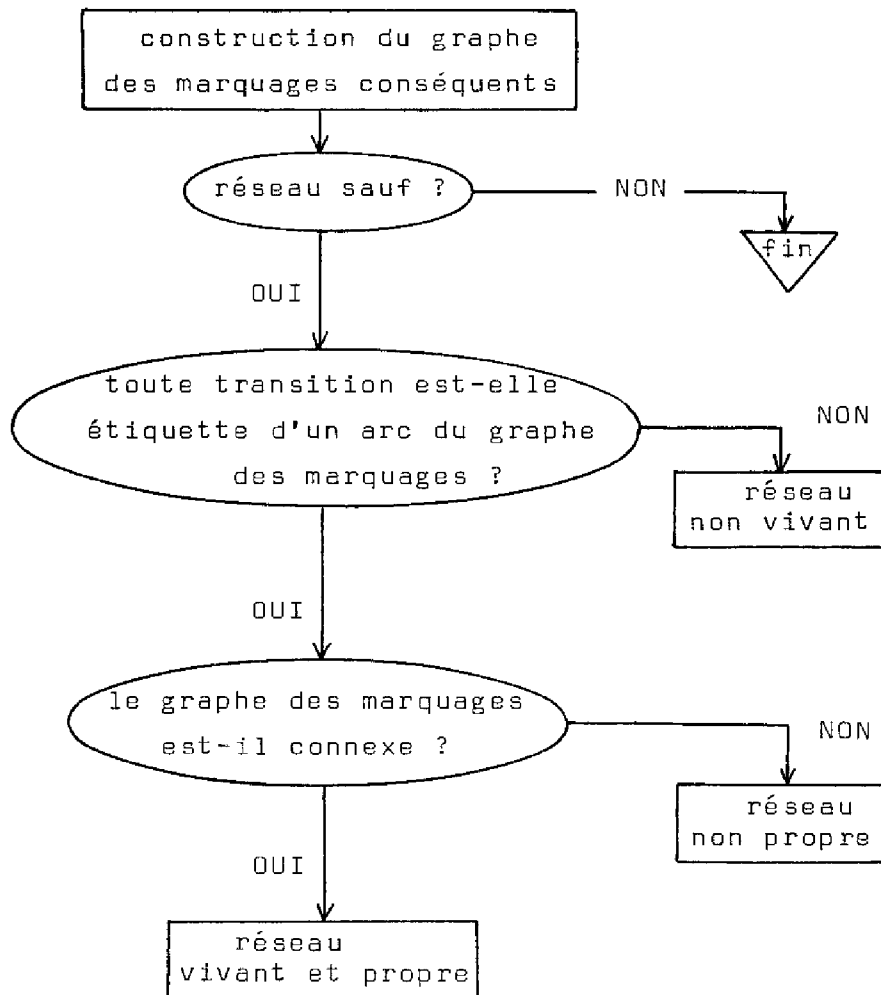 construction du graphe
des marquages conséquents
réseau sauf ?
NON
fin
OUI
toute transition est-elle
étiquette d'un arc du graphe
des marquages ?
NON
réseau
non vivant
OUI
le graphe des marquages
est-il connexe ?
NON
réseau
non propre
OUI
réseau
vivant et propre